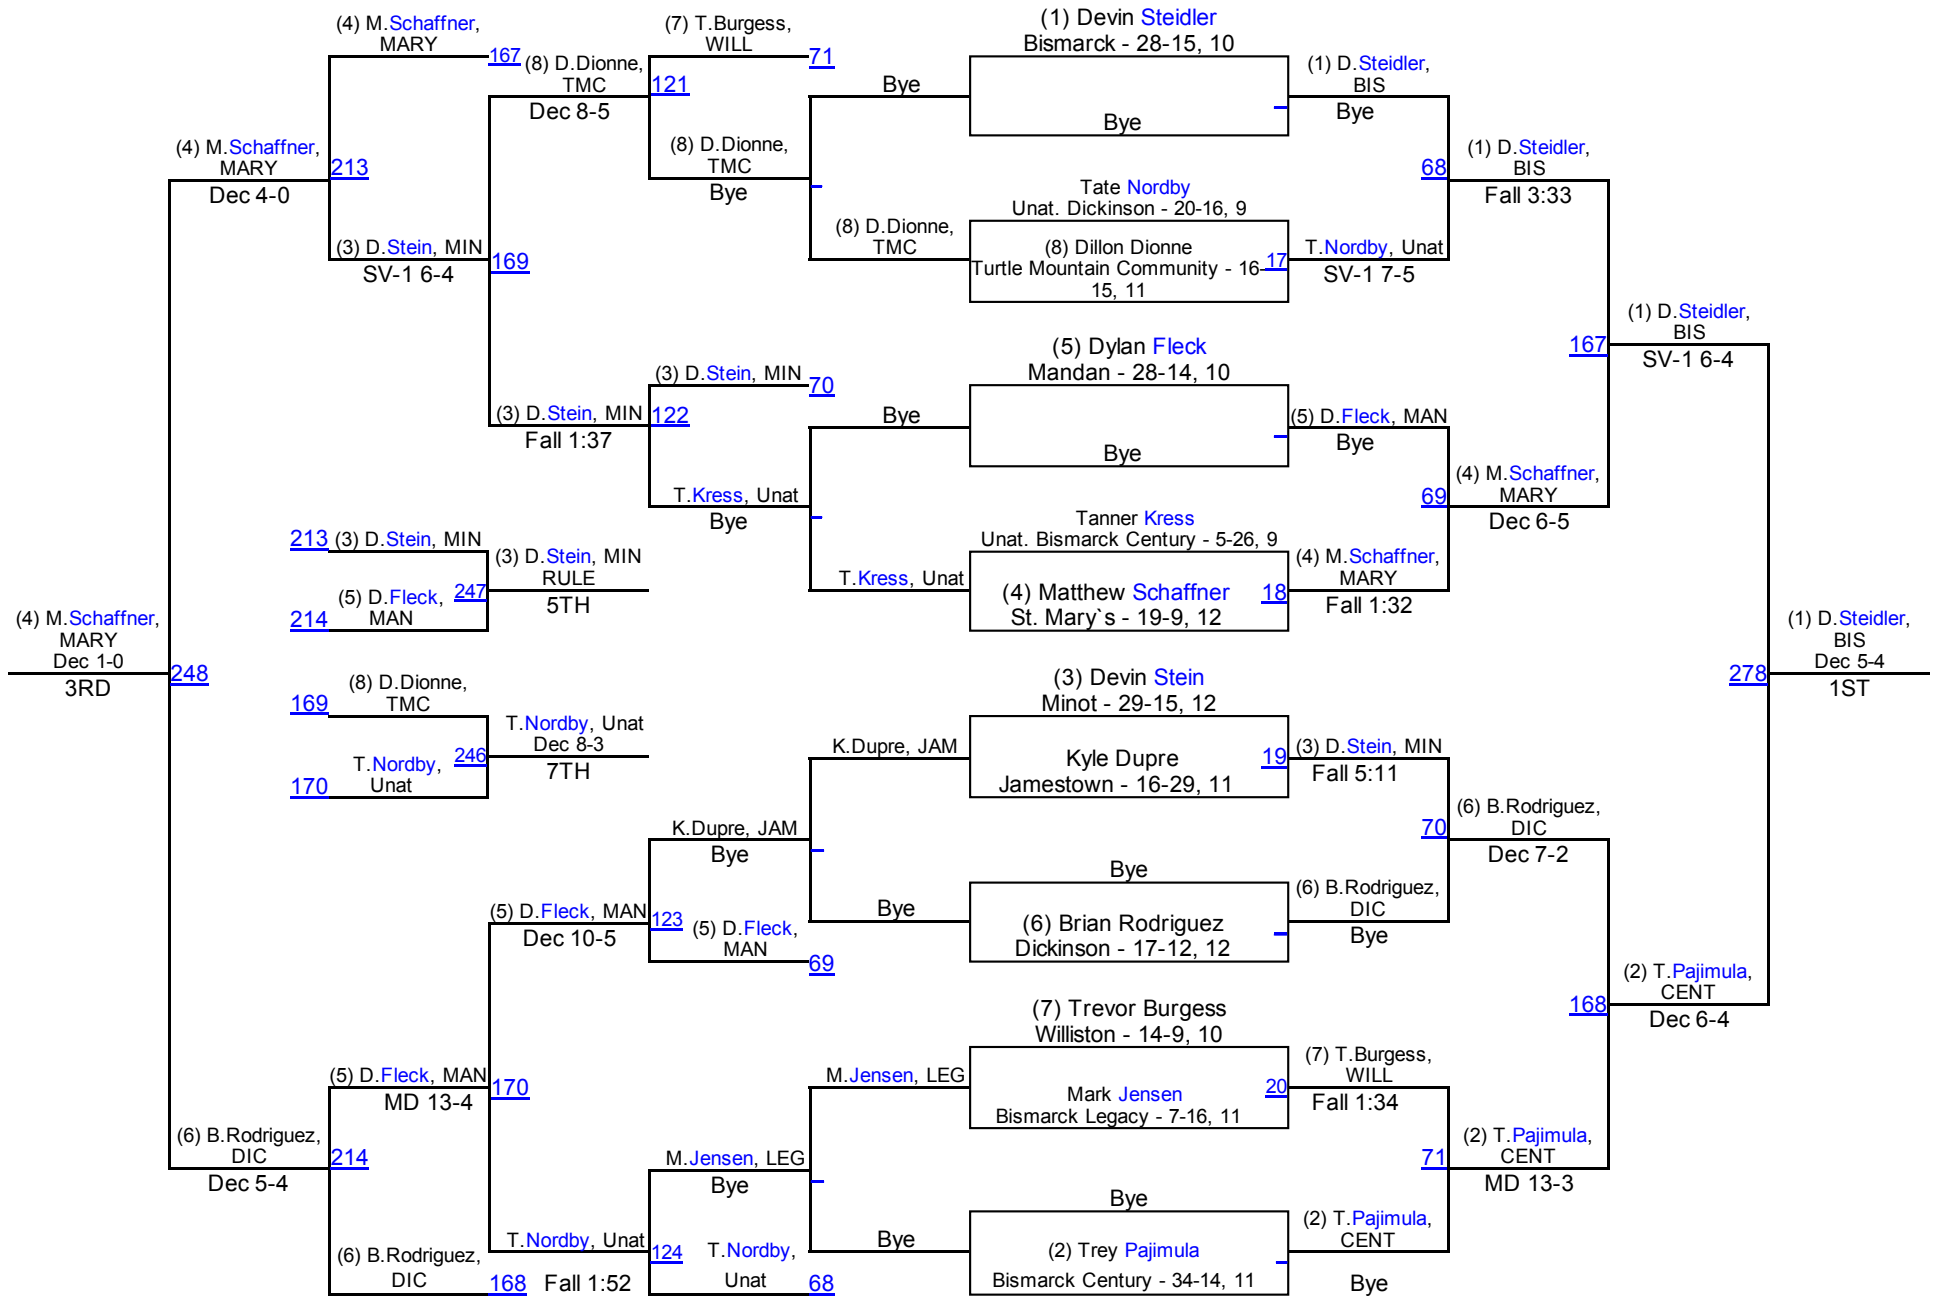 (4) M.Schaffner,
MARY
167
(8) D.Dionne,
TMC
Dec 8-5
(7) T.Burgess,
WILL
71
121
(8) D.Dionne,
TMC
Bye
Bye
(1) Devin Steidler
Bismarck - 28-15, 10
Bye
(1) D.Steidler,
BIS
Bye
(4) M.Schaffner,
MARY
Dec 4-0
213
(3) D.Stein, MIN
SV-1 6-4
169
(8) D.Dionne,
TMC
Tate Nordby
Unat. Dickinson - 20-16, 9
(8) Dillon Dionne
Turtle Mountain Community - 16-
15, 11
17
T.Nordby, Unat
SV-1 7-5
68
(1) D.Steidler,
BIS
Fall 3:33
(1) D.Steidler,
BIS
SV-1 6-4
167
(3) D.Stein, MIN
70
(3) D.Stein, MIN
Fall 1:37
122
Bye
(5) Dylan Fleck
Mandan - 28-14, 10
Bye
(5) D.Fleck, MAN
Bye
T.Kress, Unat
Bye
69
(4) M.Schaffner,
MARY
Dec 6-5
213
(3) D.Stein, MIN
(3) D.Stein, MIN
RULE
5TH
247
(5) D.Fleck,
MAN
214
T.Kress, Unat
Tanner Kress
Unat. Bismarck Century - 5-26, 9
(4) Matthew Schaffner
St. Mary`s - 19-9, 12
18
(4) M.Schaffner,
MARY
Fall 1:32
(4) M.Schaffner,
MARY
Dec 1-0
3RD
248
(1) D.Steidler,
BIS
Dec 5-4
1ST
278
(8) D.Dionne,
TMC
169
T.Nordby, Unat
Dec 8-3
7TH
246
T.Nordby,
Unat
170
K.Dupre, JAM
(3) Devin Stein
Minot - 29-15, 12
Kyle Dupre
Jamestown - 16-29, 11
19
(3) D.Stein, MIN
Fall 5:11
K.Dupre, JAM
Bye
70
(6) B.Rodriguez,
DIC
Dec 7-2
(5) D.Fleck, MAN
Dec 10-5
123
(5) D.Fleck,
MAN
69
Bye
Bye
(6) Brian Rodriguez
Dickinson - 17-12, 12
(6) B.Rodriguez,
DIC
Bye
168
(2) T.Pajimula,
CENT
Dec 6-4
(5) D.Fleck, MAN
MD 13-4
170
M.Jensen, LEG
(7) Trevor Burgess
Williston - 14-9, 10
Mark Jensen
Bismarck Legacy - 7-16, 11
20
(7) T.Burgess,
WILL
Fall 1:34
(6) B.Rodriguez,
DIC
Dec 5-4
214
M.Jensen, LEG
Bye
71
(2) T.Pajimula,
CENT
MD 13-3
(6) B.Rodriguez,
DIC
168
T.Nordby, Unat
Fall 1:52
124
T.Nordby,
Unat
68
Bye
Bye
(2) Trey Pajimula
Bismarck Century - 34-14, 11
(2) T.Pajimula,
CENT
Bye